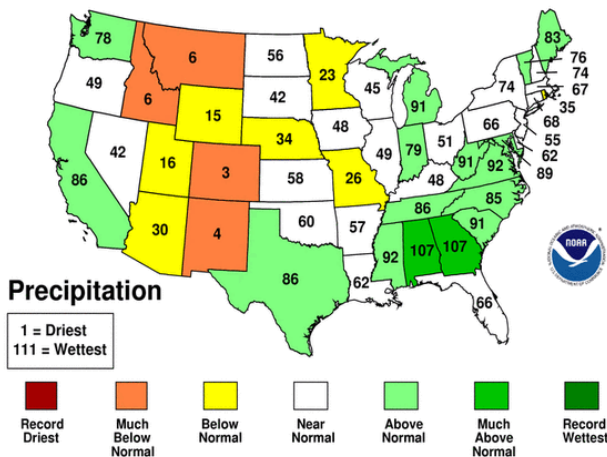 78
6
56
83
23
76
49
6
42
45
74
74
67
15
91
35
34
48
66
68
42
16
49
79
51
55
86
3
58
26
91
92
62
48
89
30
4
60
57
86
85
91
86
92
107
107
62
66
NOAA
Precipitation
1 = Driest
111 = Wettest
Record
Driest
Much
Below
Normal
Below
Normal
Near
Normal
Above
Normal
Much
Above
Normal
Record
Wettest